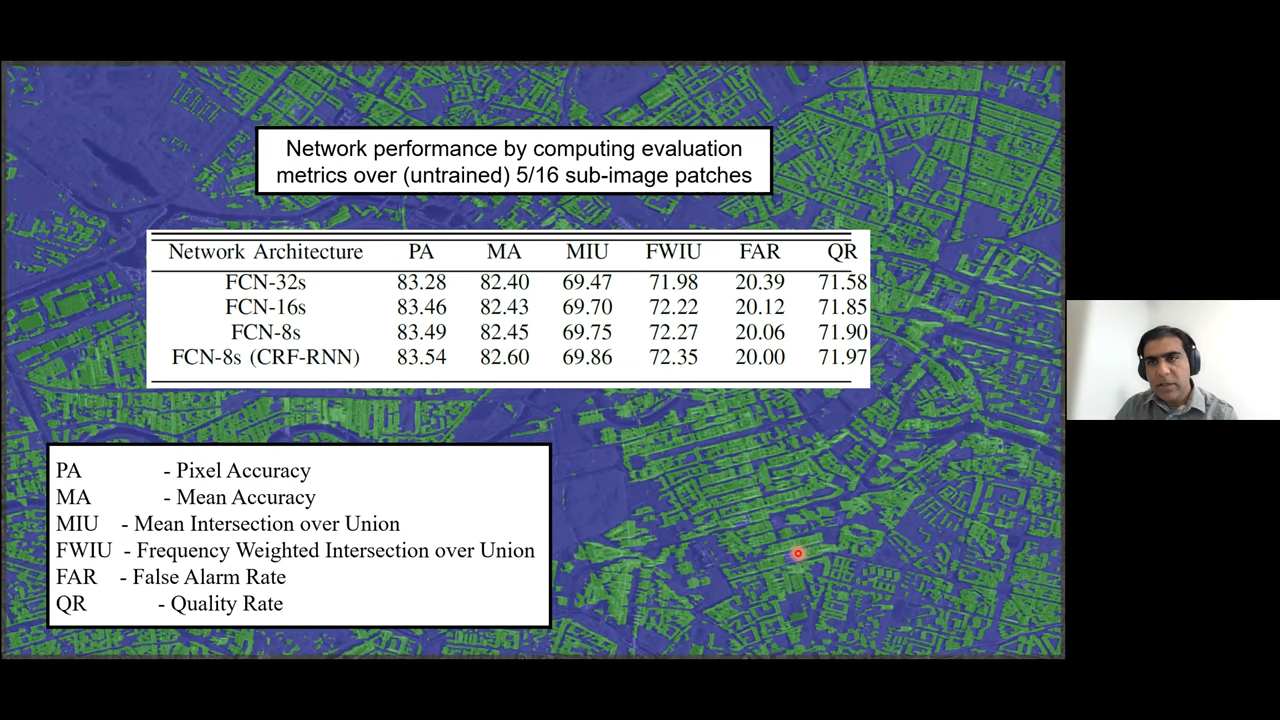 Network performance by computing evaluation
metrics over (untrained) 5/16 sub-image patches
Network Architecture PA MA MIU FWIU FAR QR
FCN-32s 83.28 82.40 69.47 71.98 20.39 71.58
FCN-16s 83.46 82.43 69.70 72.22 20.12 71.85
FCN-8s 83.49 82.45 69.75 72.27 20.06 71.90
FCN-8s (CRF-RNN) 83.54 82.60 69.86 72.35 20.00 71.97
PA - Pixel Accuracy
MA - Mean Accuracy
MIU - Mean Intersection over Union
FWIU - Frequency Weighted Intersection over Union
FAR - False Alarm Rate
QR - Quality Rate